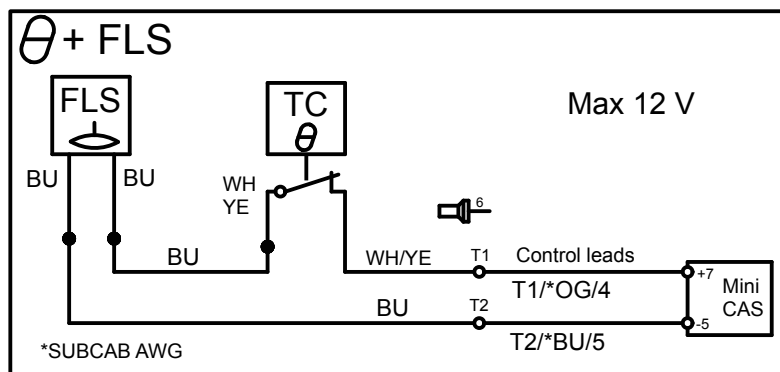 θ + FLS
FLS
TC
θ
Max 12 V
BU
BU
WH
YE
6
BU
WH/YE
T1
Control leads
+7
T1/*OG/4
Mini
CAS
BU
T2
-5
T2/*BU/5
*SUBCAB AWG